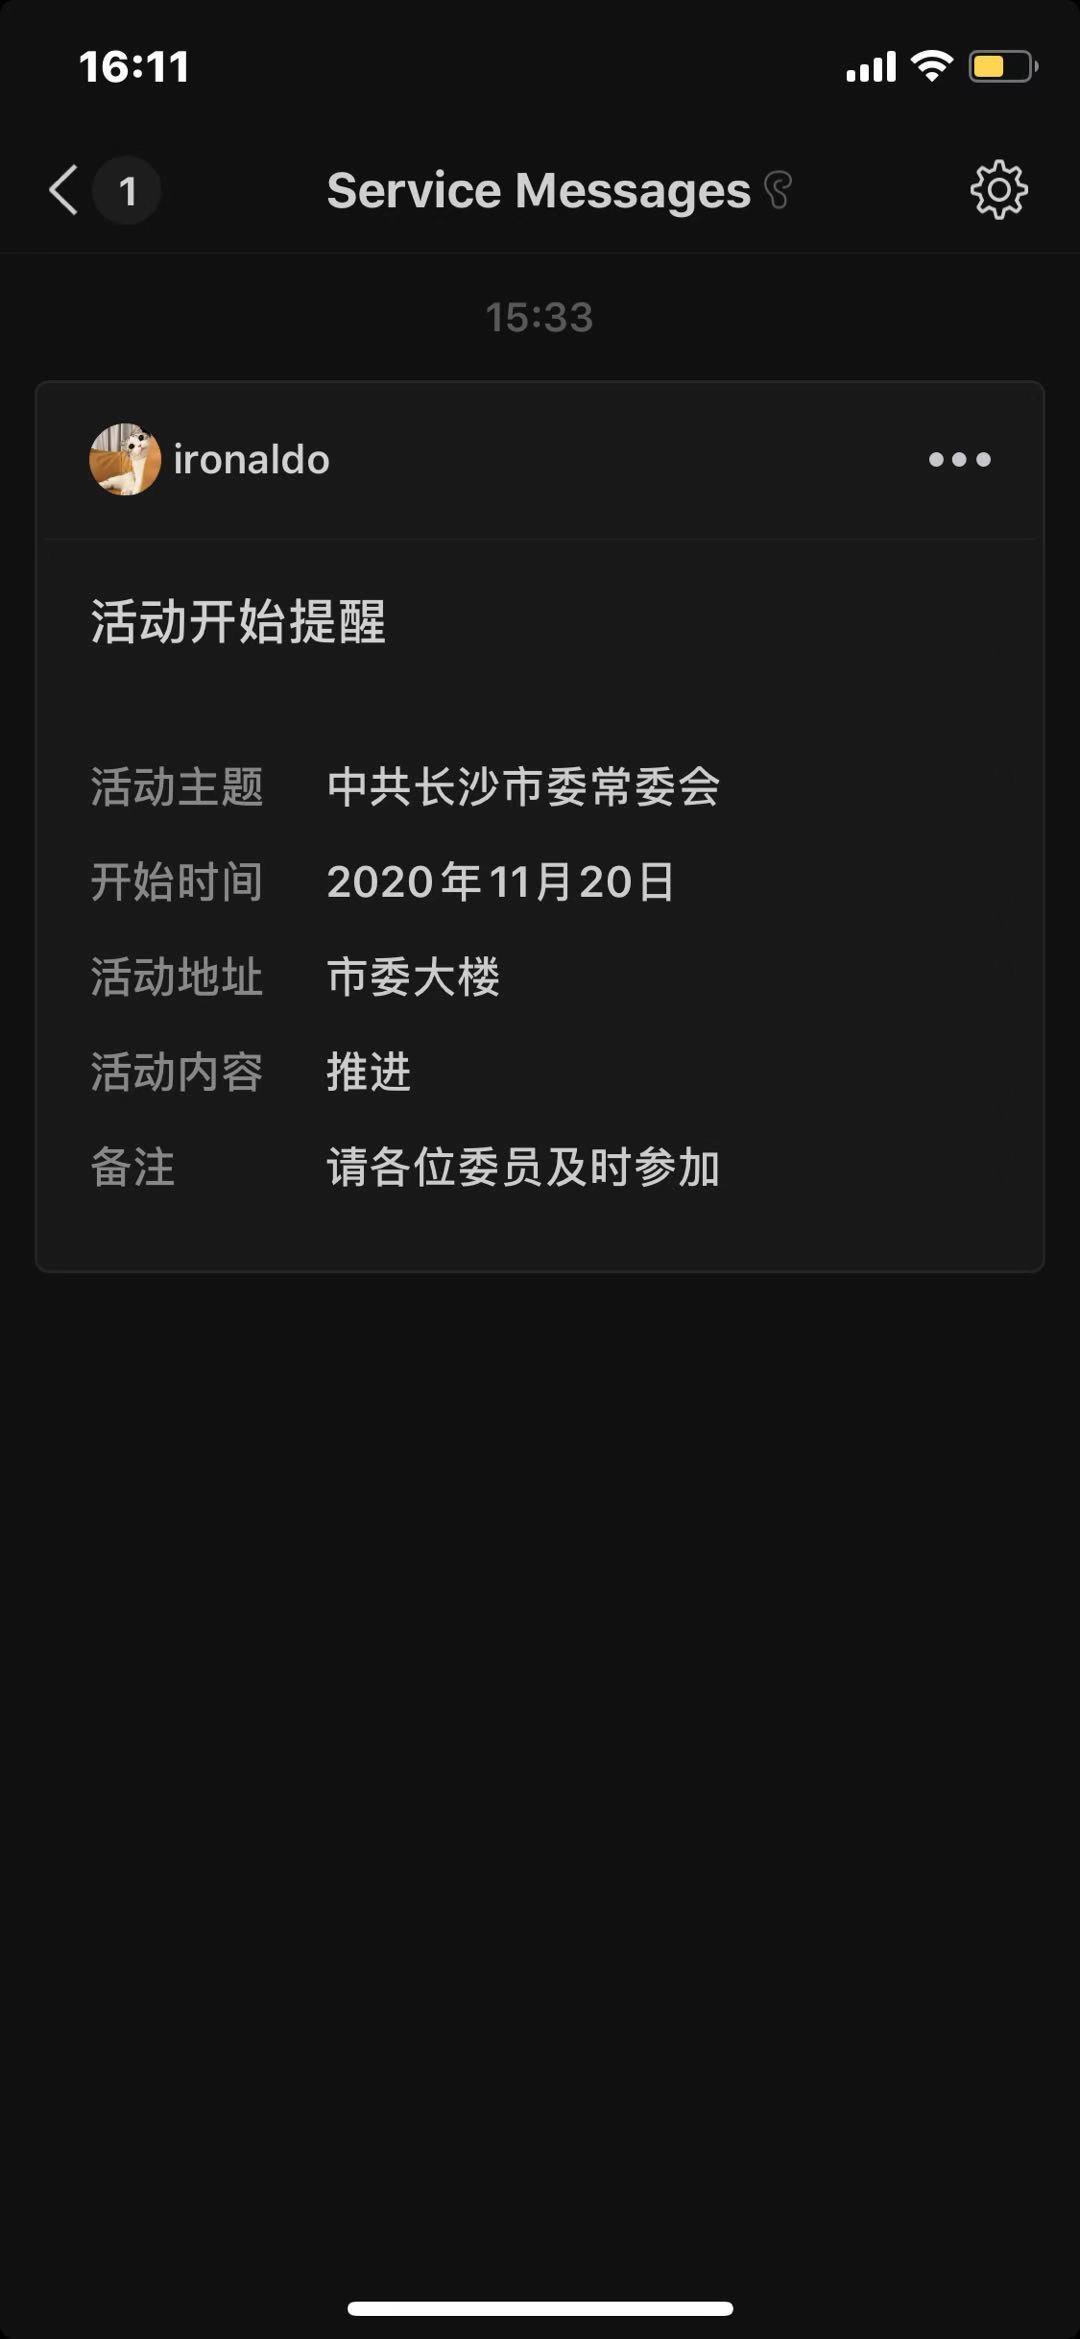 16:11
1
Service Messages
15:33
ironaldo
活动开始提醒
活动主题 中共长沙市委常委会
开始时间 2020年11月20日
活动地址 市委大楼
活动内容 推进
备注 请各位委员及时参加